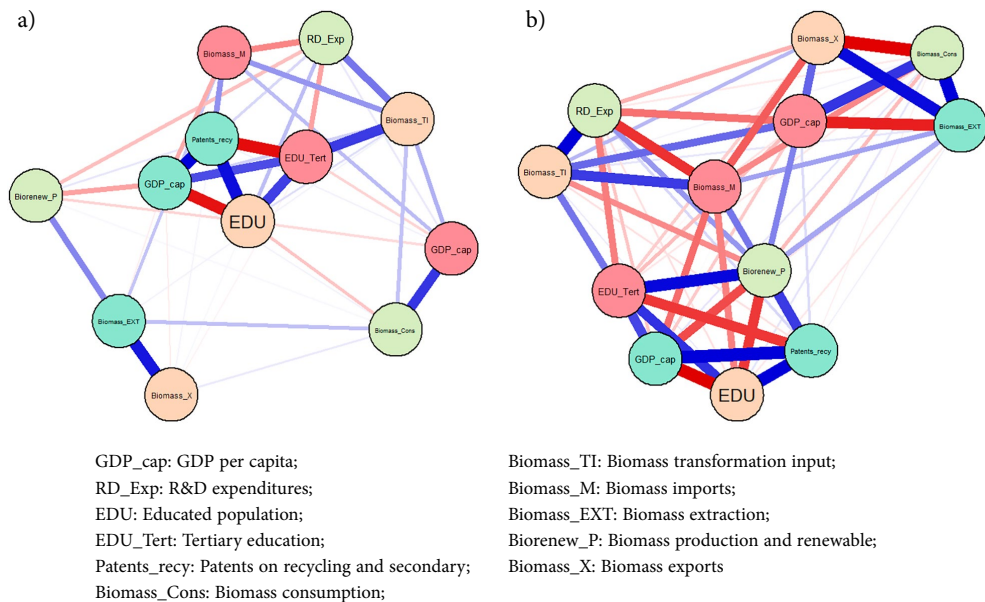 a)
b)
RD_Exp
Biomass_M
Biomass_TI
Patents_recy
EDU_Tert
GDP_cap
Biorenew_P
EDU
GDP_cap
Biomass_EXT
Biomass_Cons
Biomass_X
Biomass_X
Biomass_Cons
RD_Exp
GDP_cap
Biomass_EXT
Biomass_TI
Biomass_M
Biorenew_P
EDU_Tert
Patents_recy
GDP_cap
EDU
GDP_cap: GDP per capita;
RD_Exp: R&D expenditures;
EDU: Educated population;
EDU_Tert: Tertiary education;
Patents_recy: Patents on recycling and secondary;
Biomass_Cons: Biomass consumption;
Biomass_TI: Biomass transformation input;
Biomass_M: Biomass imports;
Biomass_EXT: Biomass extraction;
Biorenew_P: Biomass production and renewable;
Biomass_X: Biomass exports